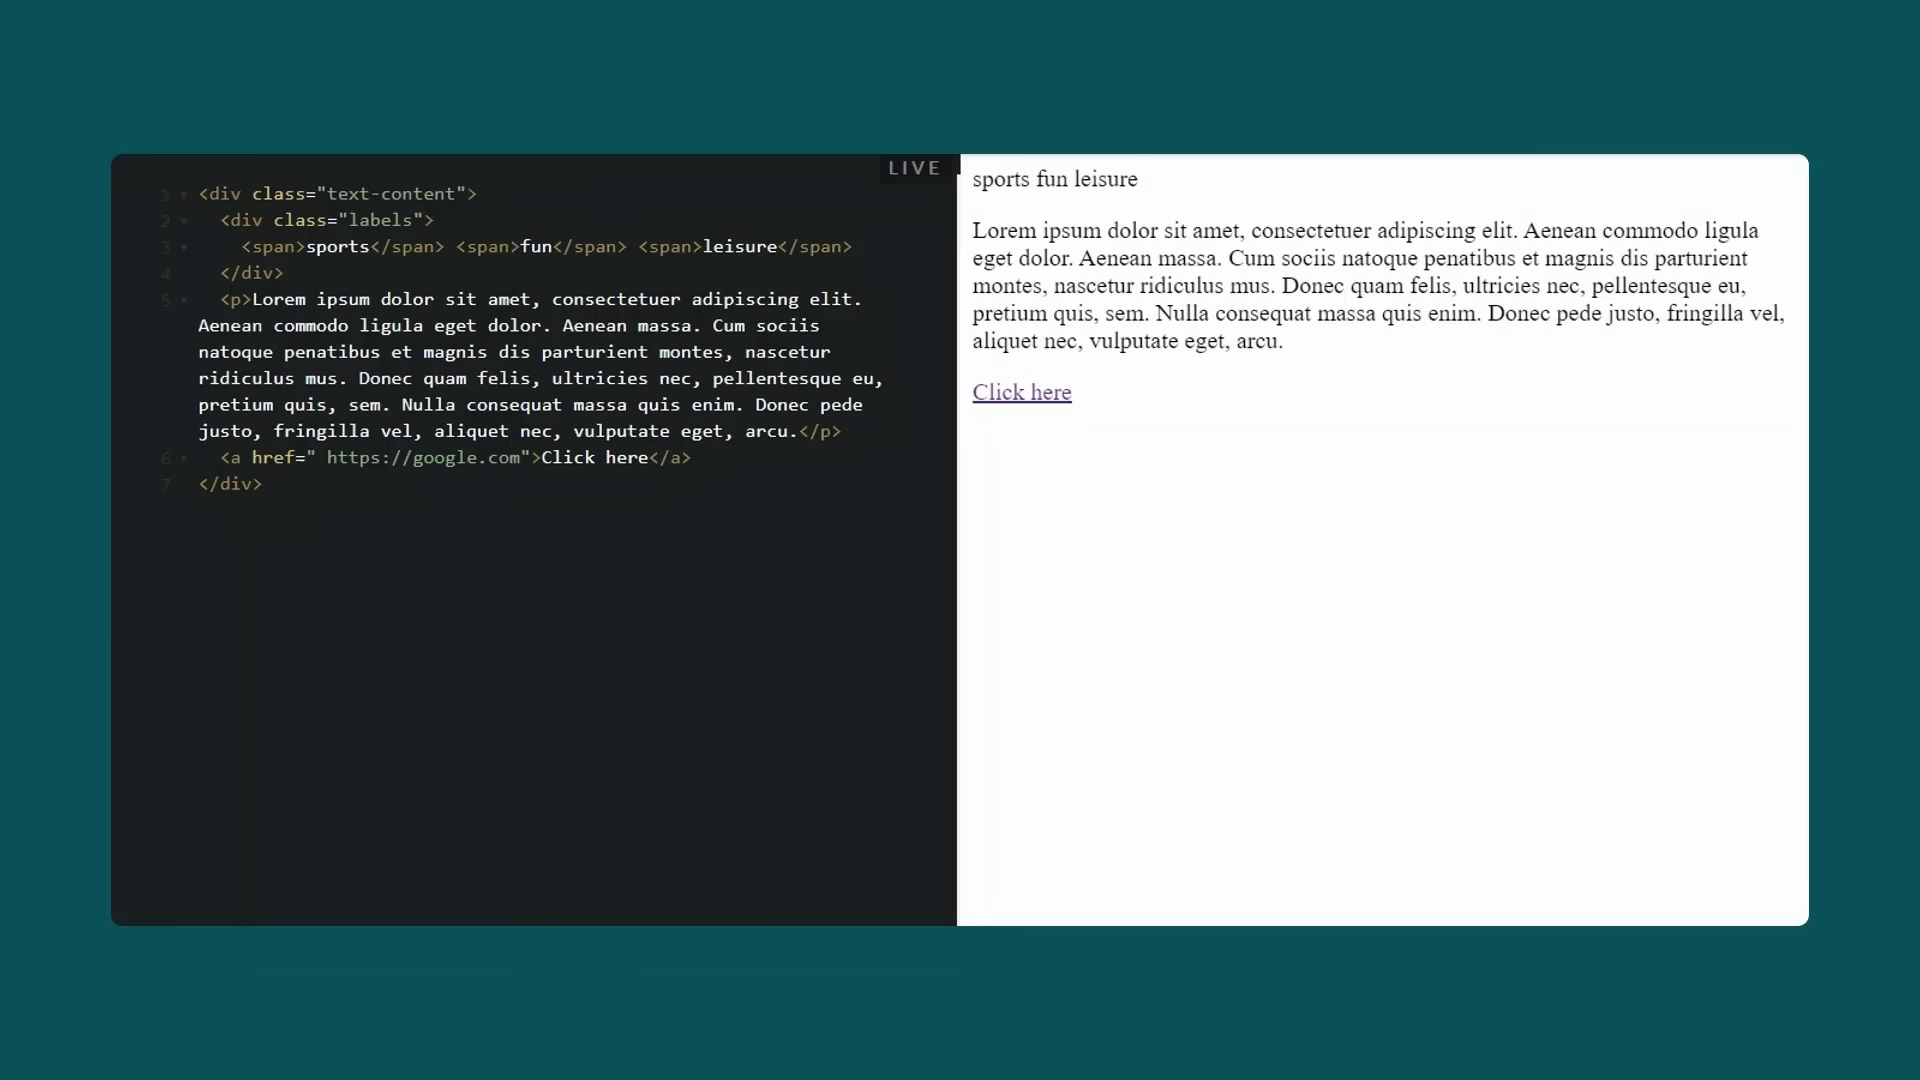 LIVE
1 <div class="text-content">
2 <div class="labels">
3 <span>sports</span> <span>fun</span> <span>leisure</span>
4 </div>
5 <p>Lorem ipsum dolor sit amet, consectetuer adipiscing elit.
Aenean commodo ligula eget dolor. Aenean massa. Cum sociis
natoque penatibus et magnis dis parturient montes, nascetur
ridiculus mus. Donec quam felis, ultricies nec, pellentesque eu,
pretium quis, sem. Nulla consequat massa quis enim. Donec pede
justo, fringilla vel, aliquet nec, vulputate eget, arcu.</p>
6 <a href=" https://google.com">Click here</a>
7 </div>
sports fun leisure
Lorem ipsum dolor sit amet, consectetuer adipiscing elit. Aenean commodo ligula
eget dolor. Aenean massa. Cum sociis natoque penatibus et magnis dis parturient
montes, nascetur ridiculus mus. Donec quam felis, ultricies nec, pellentesque eu,
pretium quis, sem. Nulla consequat massa quis enim. Donec pede justo, fringilla vel,
aliquet nec, vulputate eget, arcu.
Click here